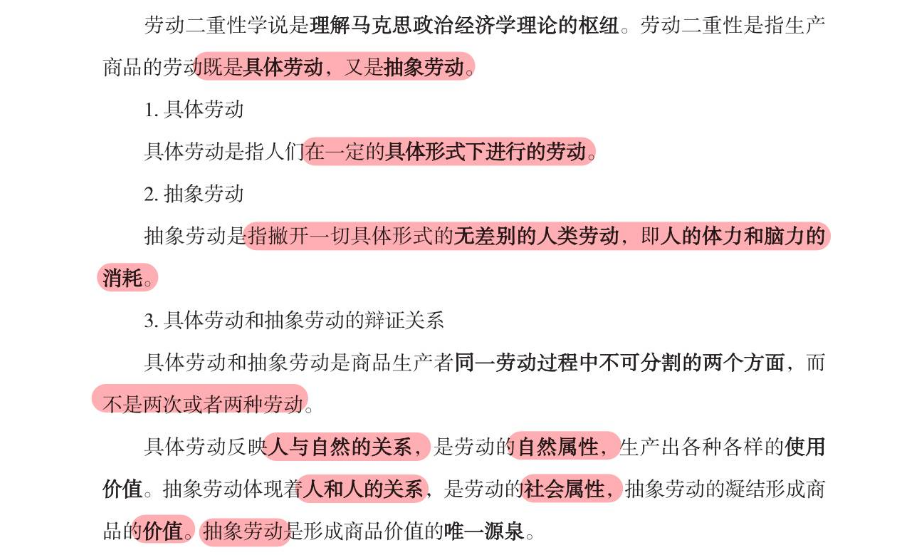 劳动二重性学说是理解马克思政治经济学理论的枢纽。劳动二重性是指生产
商品的劳动既是具体劳动，又是抽象劳动。
1. 具体劳动
具体劳动是指人们在一定的具体形式下进行的劳动。
2. 抽象劳动
抽象劳动是指撇开一切具体形式的无差别的人类劳动，即人的体力和脑力的
消耗。
3. 具体劳动和抽象劳动的辩证关系
具体劳动和抽象劳动是商品生产者同一劳动过程中不可分割的两个方面，而
不是两次或者两种劳动。
具体劳动反映人与自然的关系，是劳动的自然属性，生产出各种各样的使用
价值。抽象劳动体现着人和人的关系，是劳动的社会属性，抽象劳动的凝结形成商
品的价值。抽象劳动是形成商品价值的唯一源泉。